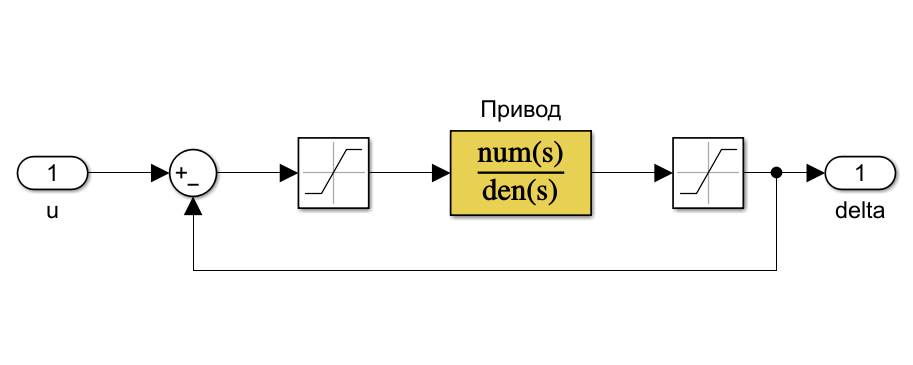 Привод
1
+
−
num(s)
den(s)
1
u
delta